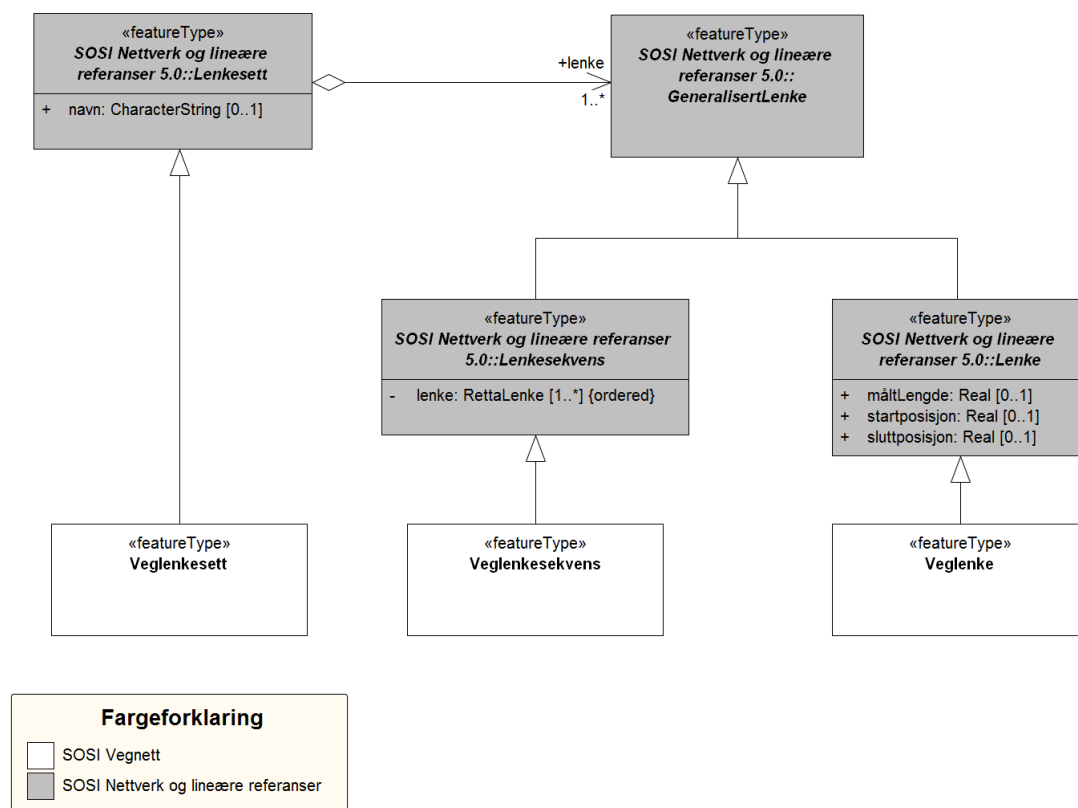 «featureType»
SOSI Nettverk og lineære
referanser 5.0::Lenkesett
+ navn: CharacterString [0..1]
+lenke
1..*
«featureType»
SOSI Nettverk og lineære
referanser 5.0::
GeneralisertLenke
«featureType»
SOSI Nettverk og lineære referanser
5.0::Lenkesekvens
- lenke: RettaLenke [1..*] {ordered}
«featureType»
SOSI Nettverk og lineære
referanser 5.0::Lenke
+ måltLengde: Real [0..1]
+ startposisjon: Real [0..1]
+ sluttposisjon: Real [0..1]
«featureType»
Veglenkesett
«featureType»
Veglenkesekvens
«featureType»
Veglenke
Fargeforklaring
SOSI Vegnett
SOSI Nettverk og lineære referanser